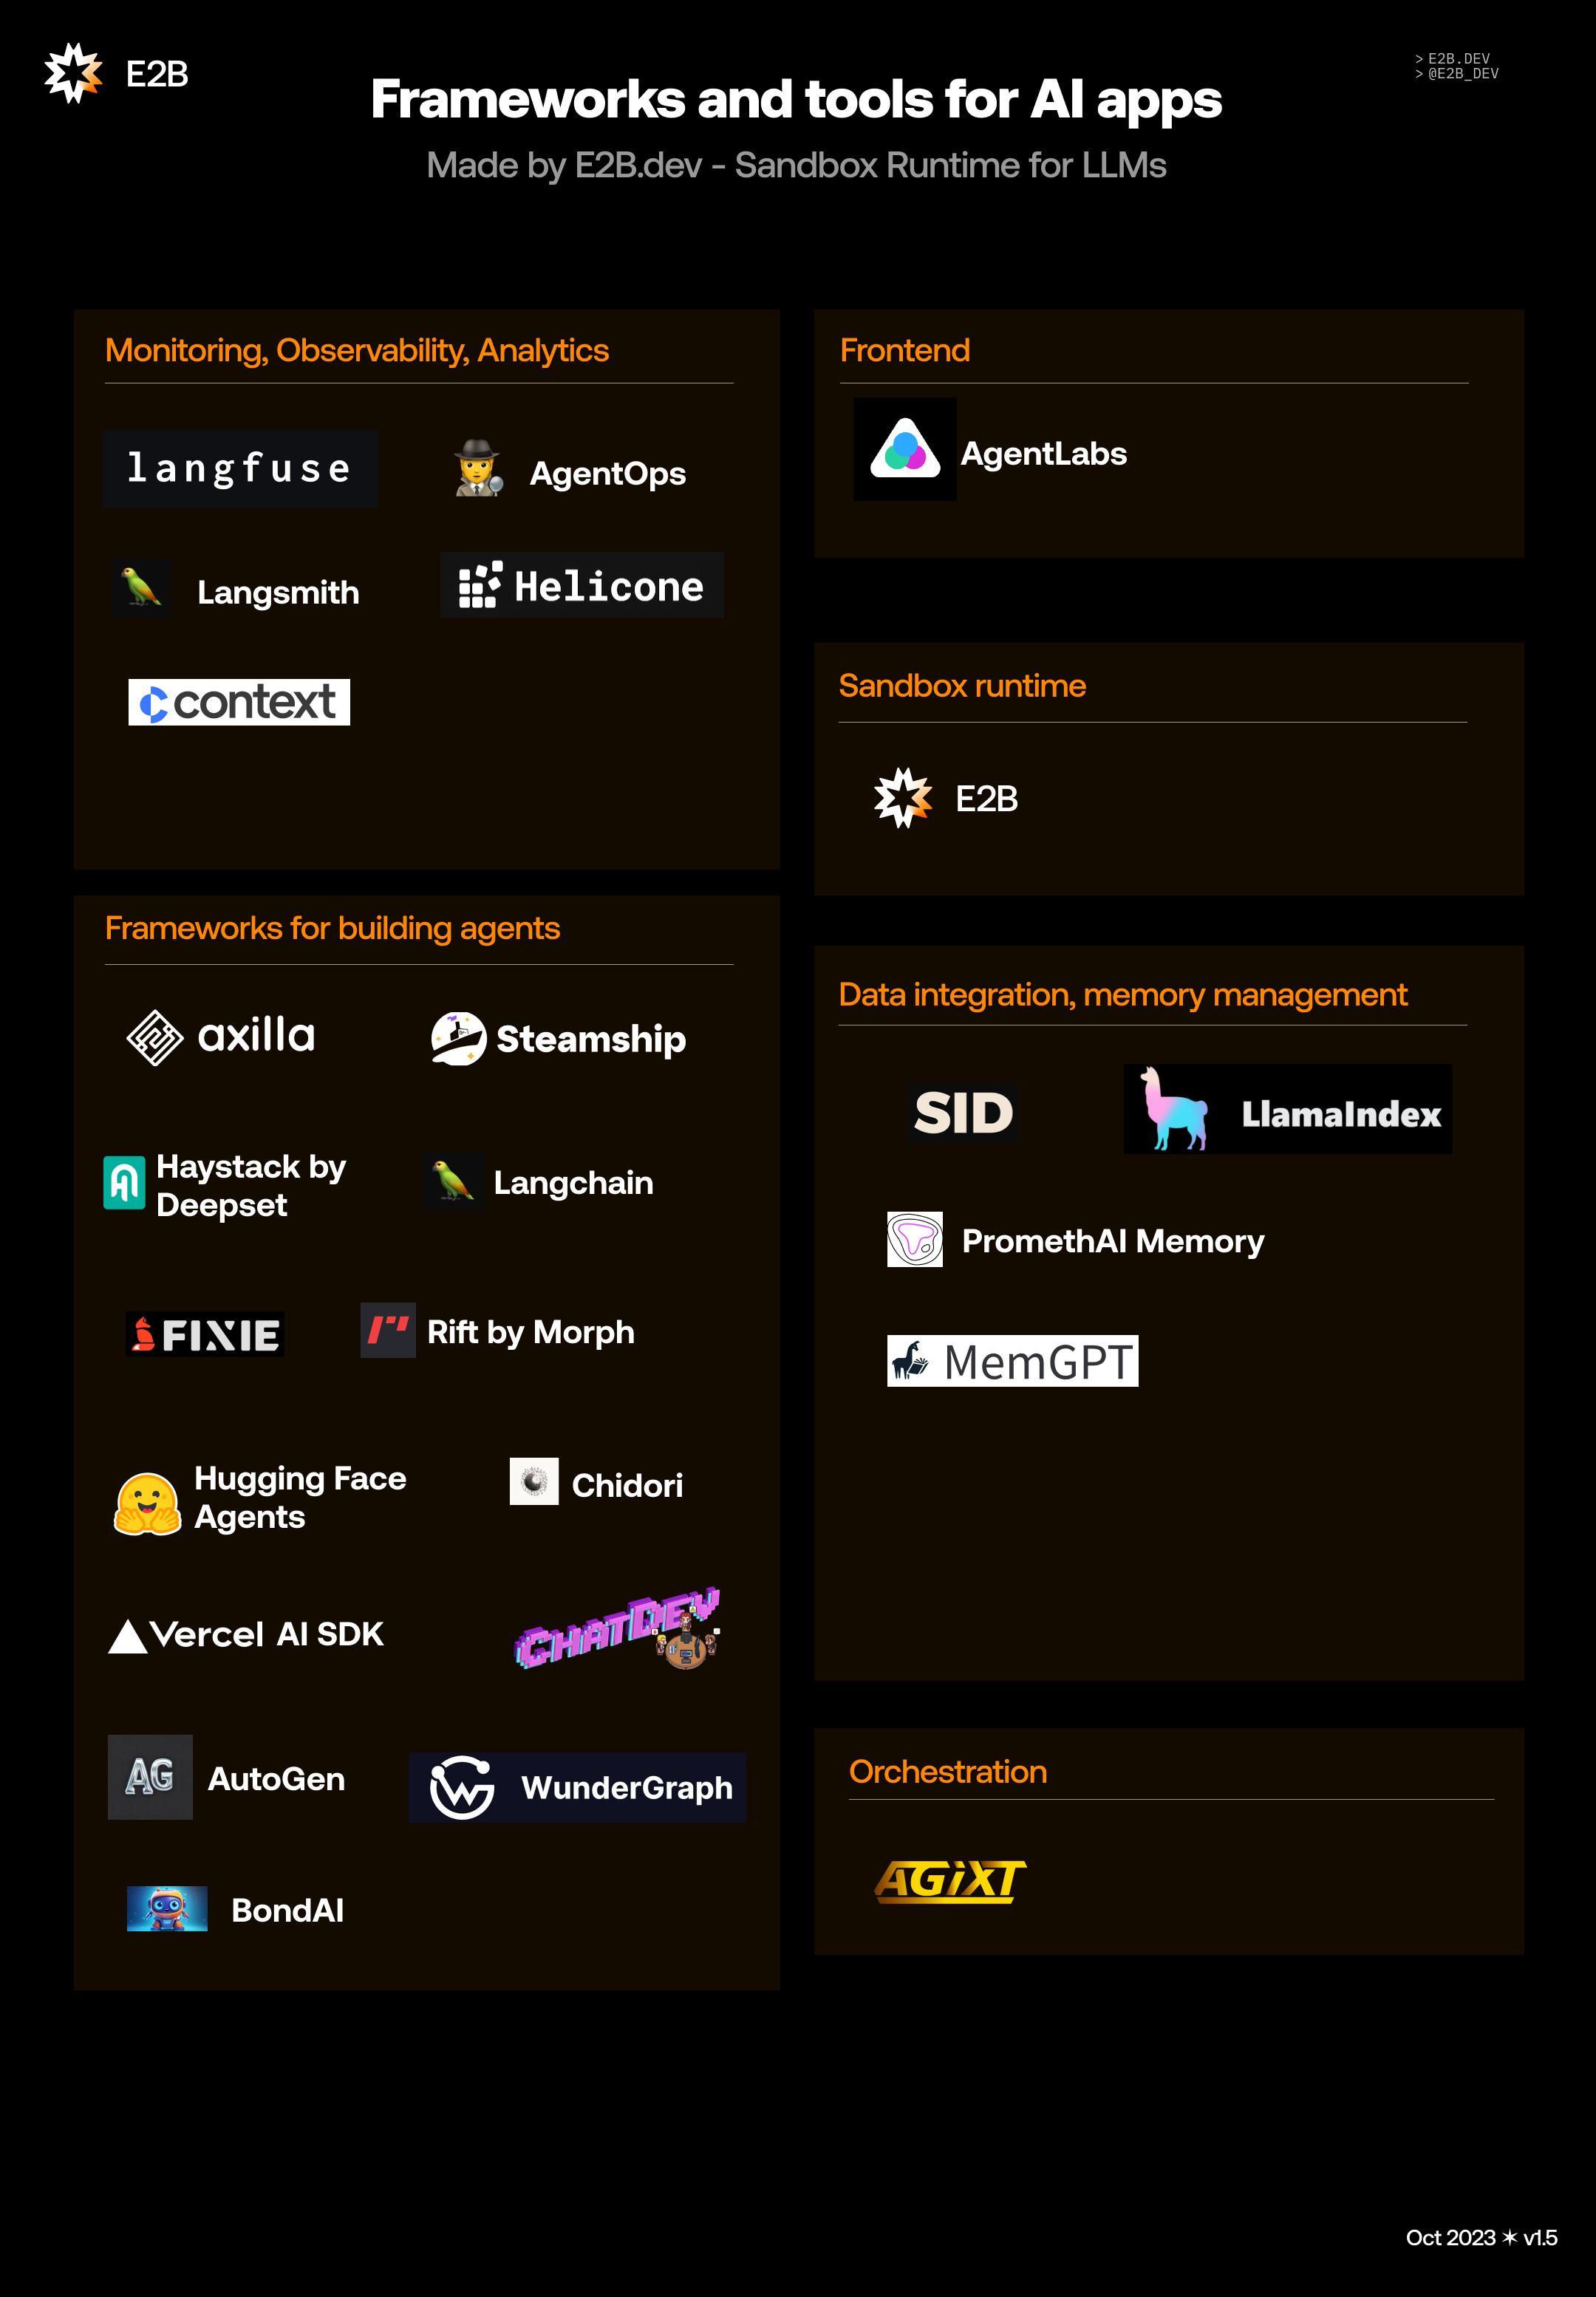 E2B
> E2B.DEV
> @E2B_DEV
Frameworks and tools for AI apps
Made by E2B.dev - Sandbox Runtime for LLMs
Monitoring, Observability, Analytics
langfuse
AgentOps
Langsmith
Helicone
context
Frontend
AgentLabs
Sandbox runtime
E2B
Frameworks for building agents
axilla
Steamship
Haystack by
Deepset
Langchain
FIXIE
Rift by Morph
Hugging Face
Agents
Chidori
Vercel AI SDK
CHATDEV
AG
AutoGen
WunderGraph
BondAI
Data integration, memory management
SID
LlamaIndex
PromethAI Memory
MemGPT
Orchestration
AGiXT
Oct 2023 ✶ v1.5